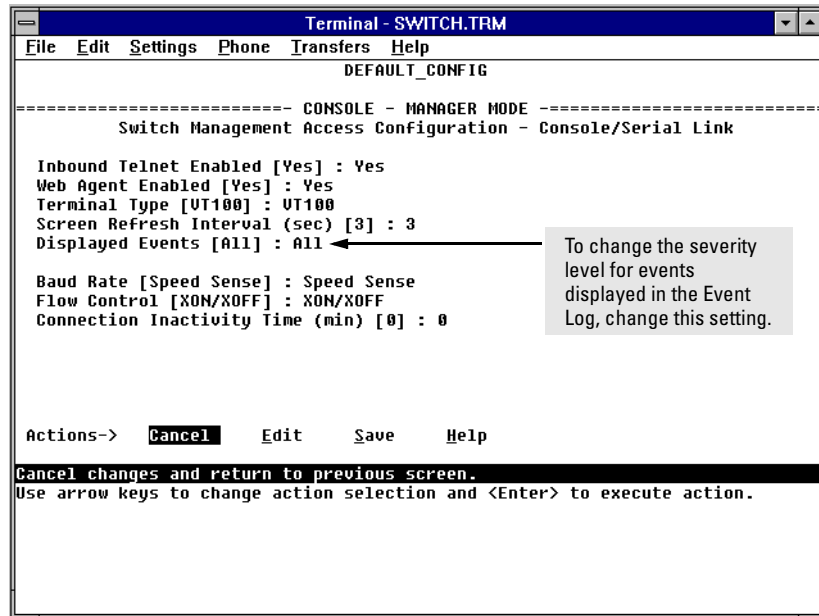 Terminal - SWITCH.TRM
File Edit Settings Phone Transfers Help
DEFAULT_CONFIG
===========================- CONSOLE - MANAGER MODE -===========================
Switch Management Access Configuration - Console/Serial Link
Inbound Telnet Enabled [Yes] : Yes
Web Agent Enabled [Yes] : Yes
Terminal Type [VT100] : VT100
Screen Refresh Interval (sec) [3] : 3
Displayed Events [All] : All
To change the severity
level for events
displayed in the Event
Log, change this setting.
Baud Rate [Speed Sense] : Speed Sense
Flow Control [XON/XOFF] : XON/XOFF
Connection Inactivity Time (min) [0] : 0
Actions-> Cancel Edit Save Help
Cancel changes and return to previous screen.
Use arrow keys to change action selection and <Enter> to execute action.